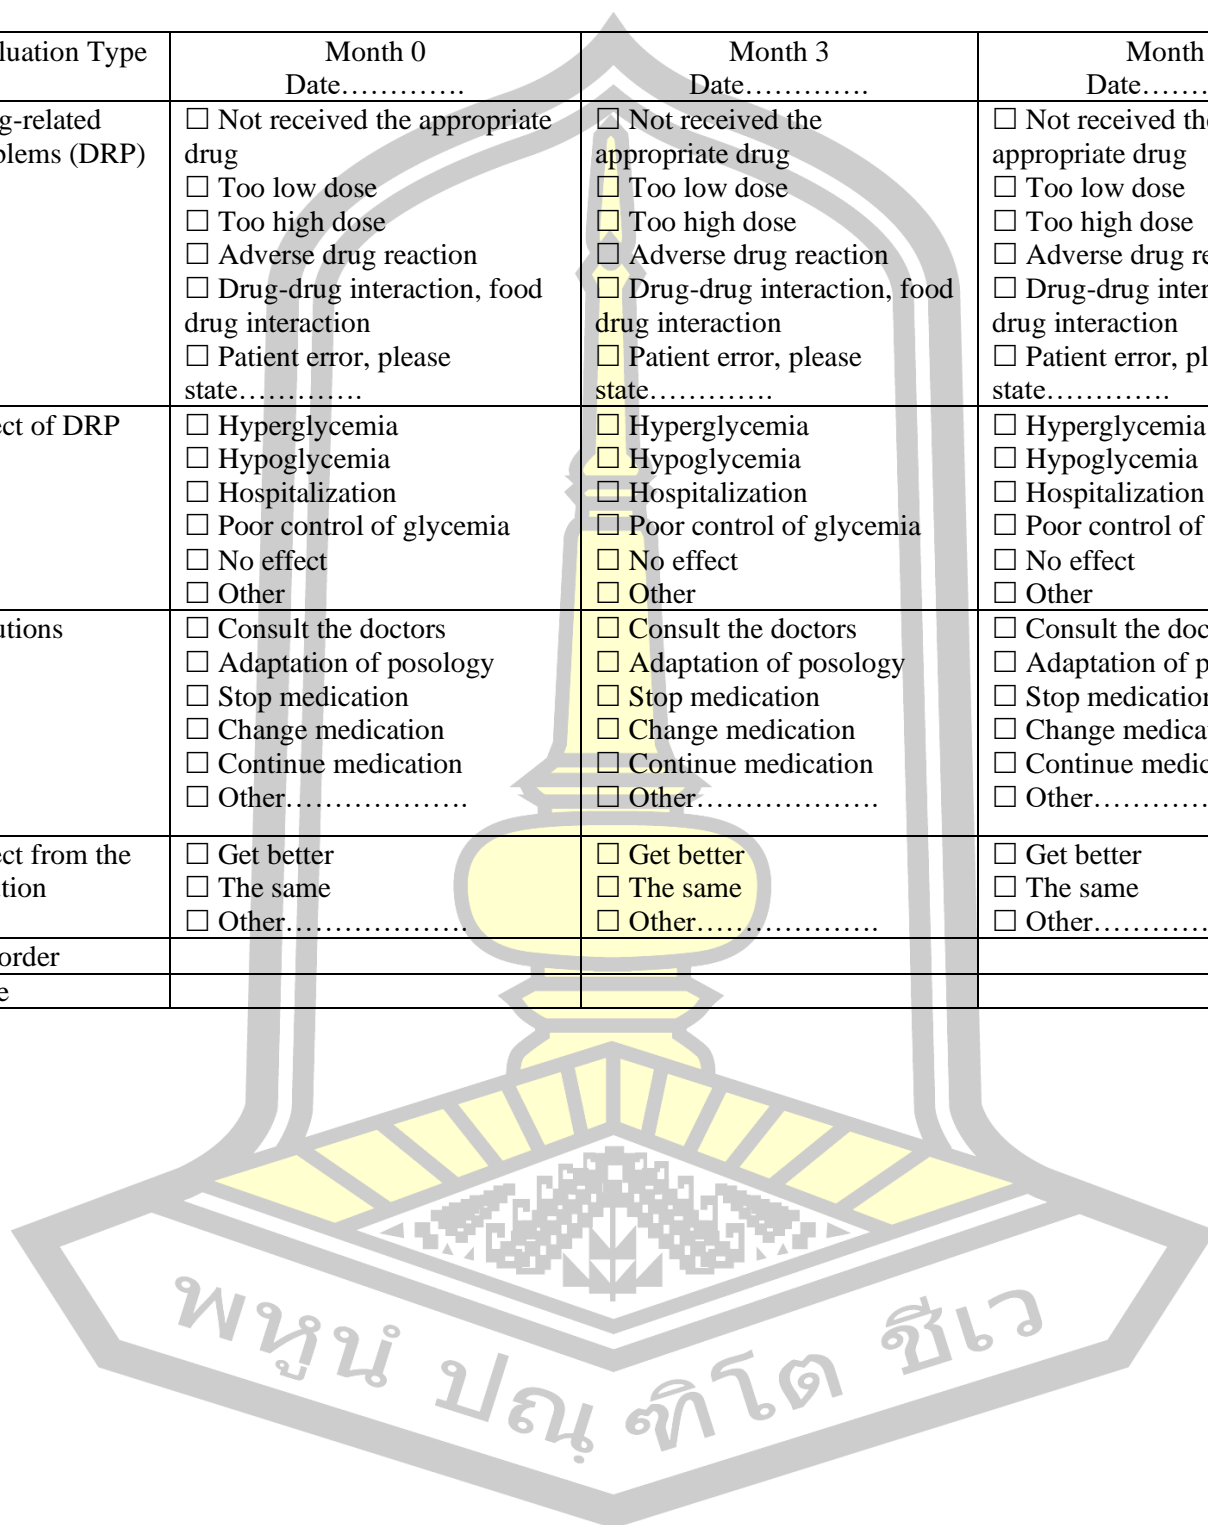 luation Type
Month 0
Date………….
Month 3
Date………….
Month
Date…….
g-related
blems (DRP)
☐ Not received the appropriate
drug
☐ Too low dose
☐ Too high dose
☐ Adverse drug reaction
☐ Drug-drug interaction, food
drug interaction
☐ Patient error, please
state………….
☐ Not received the
appropriate drug
☐ Too low dose
☐ Too high dose
☐ Adverse drug reaction
☐ Drug-drug interaction, food
drug interaction
☐ Patient error, please
state………….
☐ Not received the
appropriate drug
☐ Too low dose
☐ Too high dose
☐ Adverse drug re
☐ Drug-drug inter
drug interaction
☐ Patient error, pl
state………….
ect of DRP
☐ Hyperglycemia
☐ Hypoglycemia
☐ Hospitalization
☐ Poor control of glycemia
☐ No effect
☐ Other
☐ Hyperglycemia
☐ Hypoglycemia
☐ Hospitalization
☐ Poor control of glycemia
☐ No effect
☐ Other
☐ Hyperglycemia
☐ Hypoglycemia
☐ Hospitalization
☐ Poor control of
☐ No effect
☐ Other
utions
☐ Consult the doctors
☐ Adaptation of posology
☐ Stop medication
☐ Change medication
☐ Continue medication
☐ Other……………….…
☐ Consult the doctors
☐ Adaptation of posology
☐ Stop medication
☐ Change medication
☐ Continue medication
☐ Other……………….…
☐ Consult the doc
☐ Adaptation of p
☐ Stop medication
☐ Change medica
☐ Continue medic
☐ Other…………
ect from the
ution
☐ Get better
☐ The same
☐ Other……………….…
☐ Get better
☐ The same
☐ Other……………….…
☐ Get better
☐ The same
☐ Other…………
order
e
พหูนํ ปณฺฑิโต ชีเว